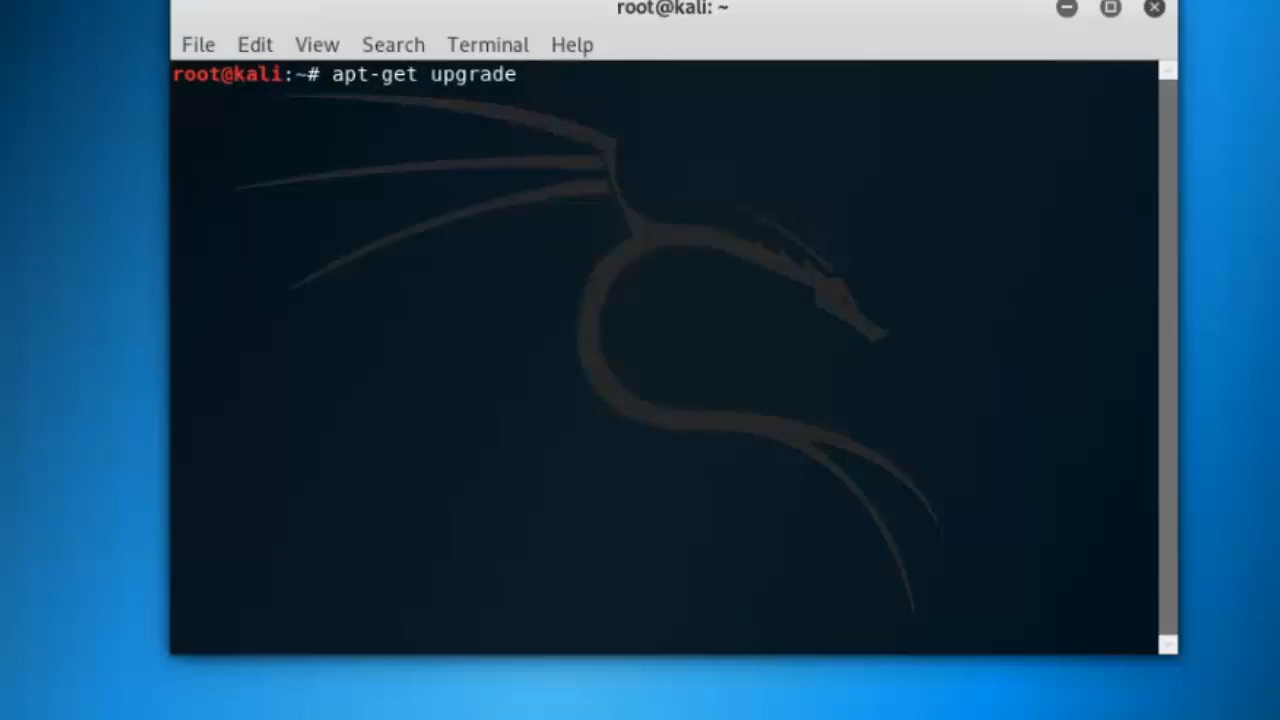 root@kali: ~
File Edit View Search Terminal Help
root@kali:~# apt-get upgrade